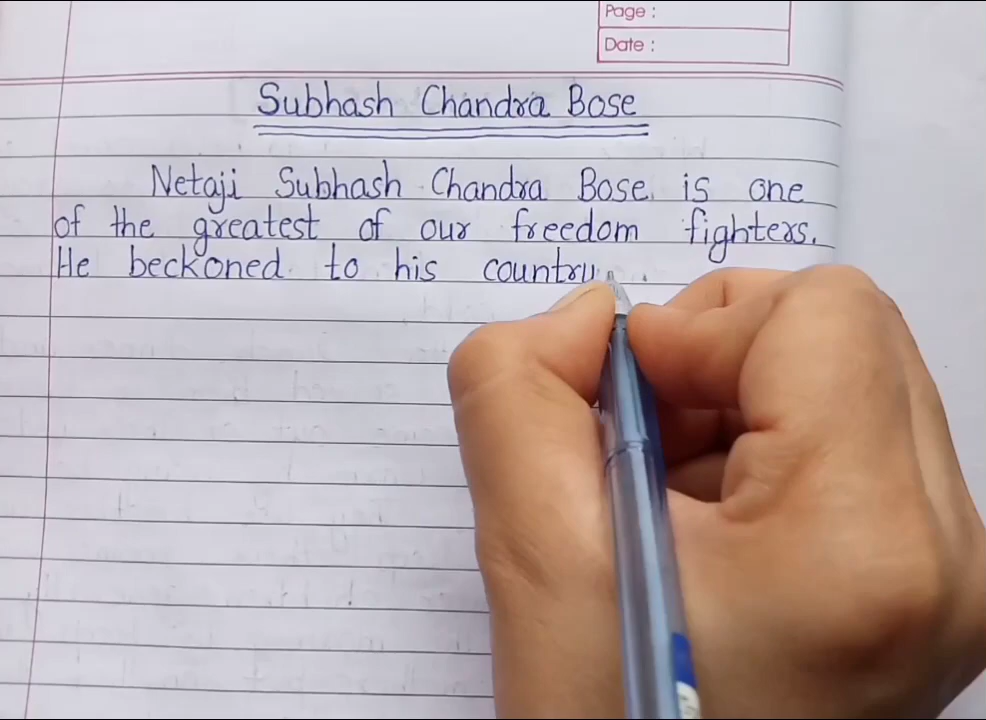 Page :
Date :
Subhash Chandra Bose
Netaji Subhash Chandra Bose is one
of the greatest of our freedom fighters.
He beckoned to his country